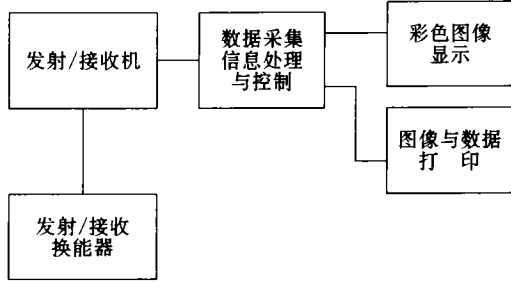 发射/接收机
数据采集
信息处理
与控制
彩色图像
显示
图像与数据
打 印
发射/接收
换能器